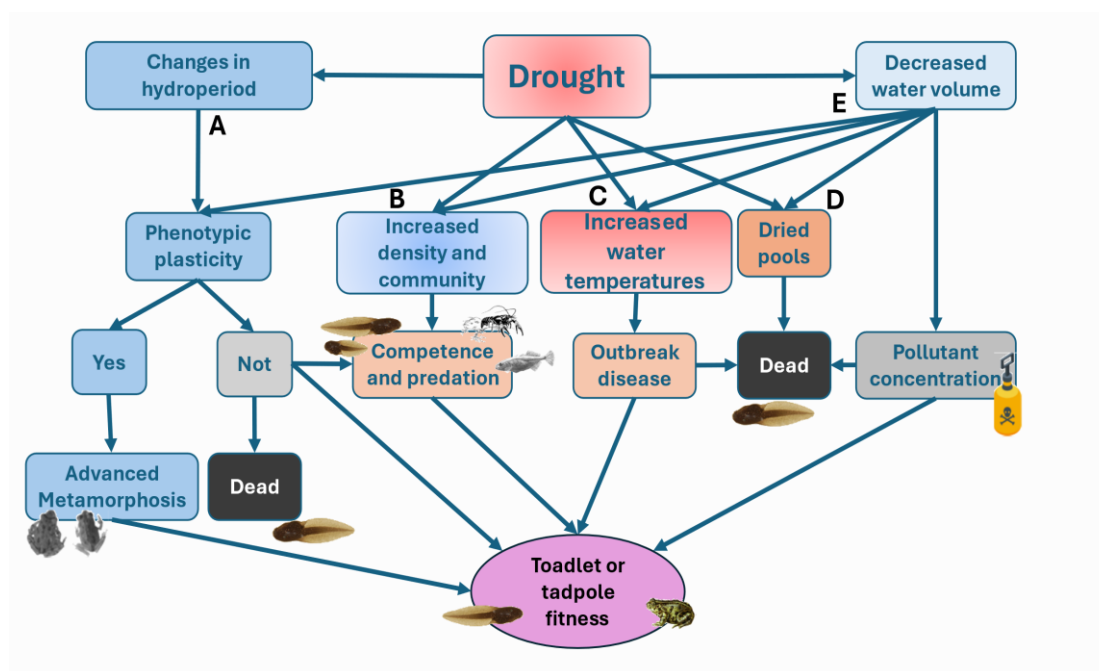 Changes in
hydroperiod
Drought
Decreased
water volume
A
E
B
C
D
Phenotypic
plasticity
Increased
density and
community
Increased
water
temperatures
Dried
pools
Yes
Not
Competence
and predation
Outbreak
disease
Dead
Pollutant
concentration
Advanced
Metamorphosis
Dead
Toadlet or
tadpole
fitness